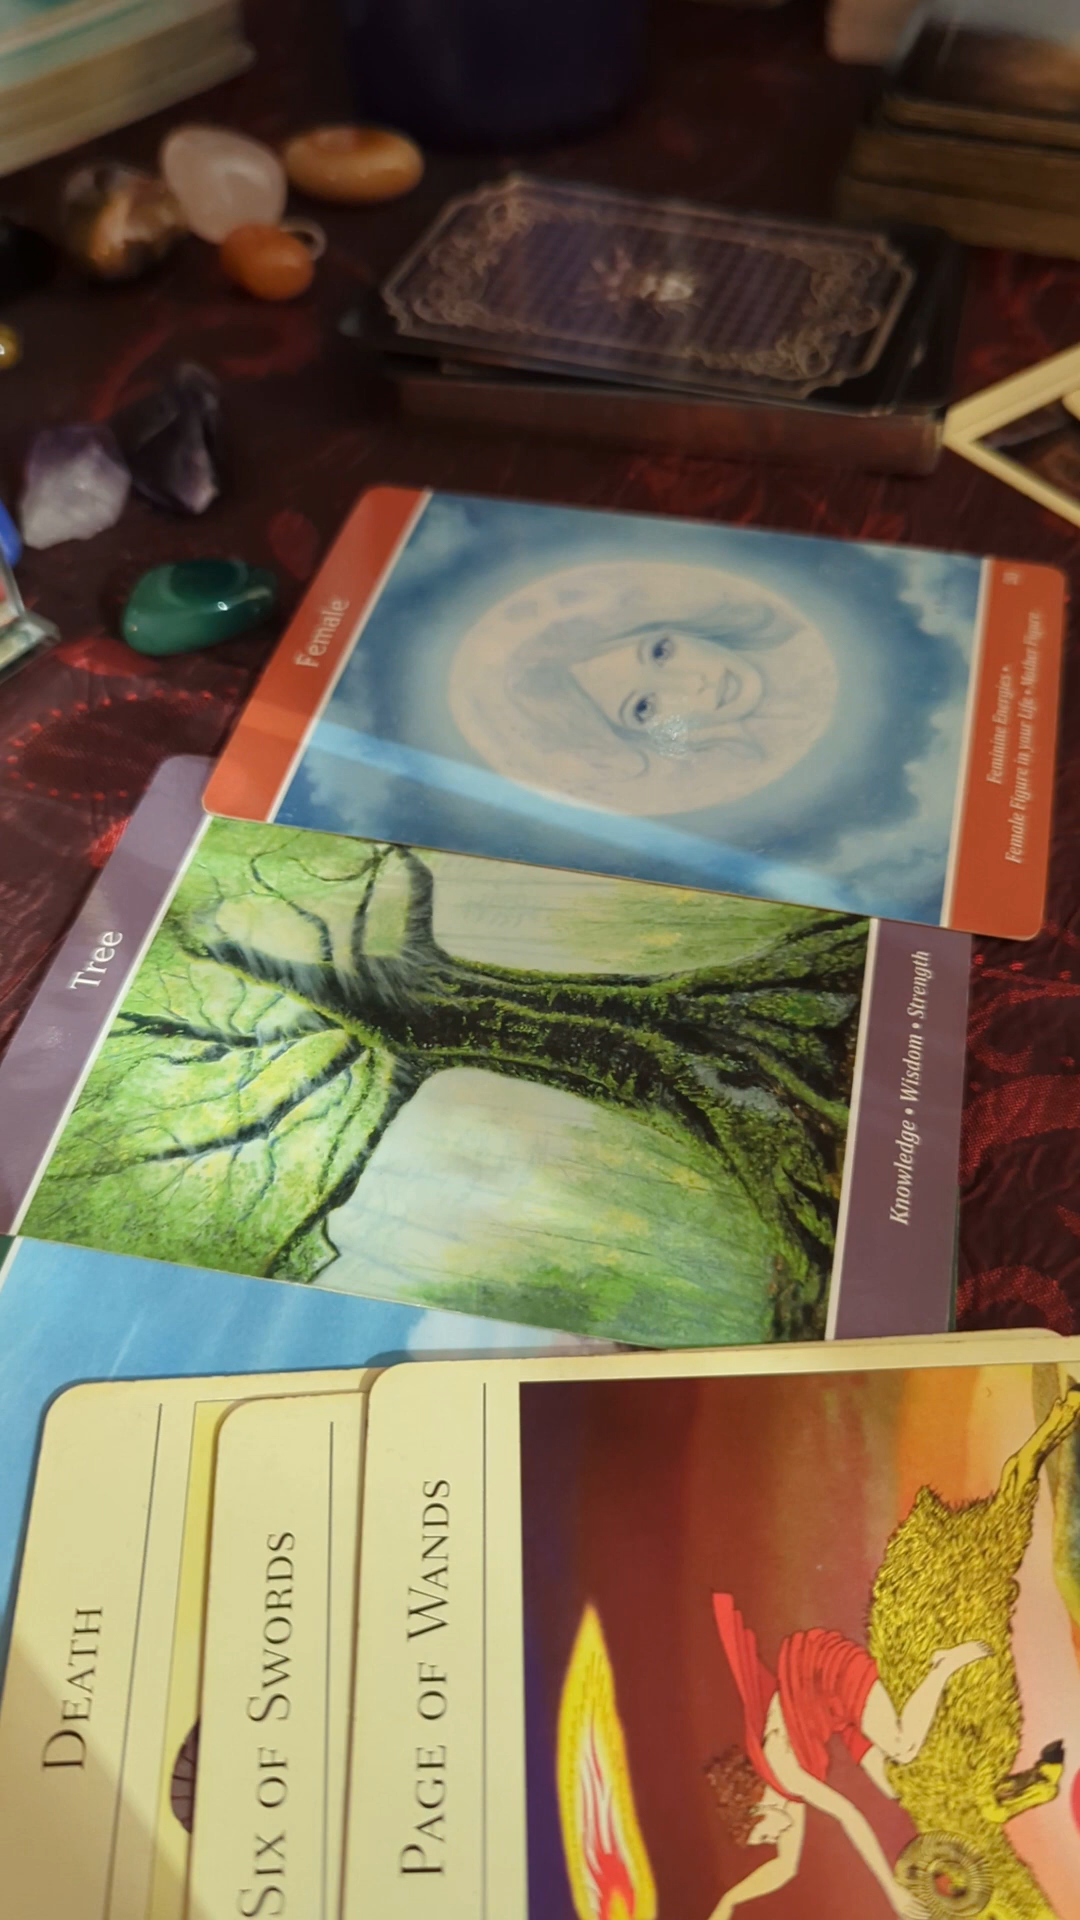 Female
Feminine Energies •
Female Figure in your Life • Mother Figure
Tree
Knowledge • Wisdom • Strength
DEATH
SIX OF SWORDS
PAGE OF WANDS